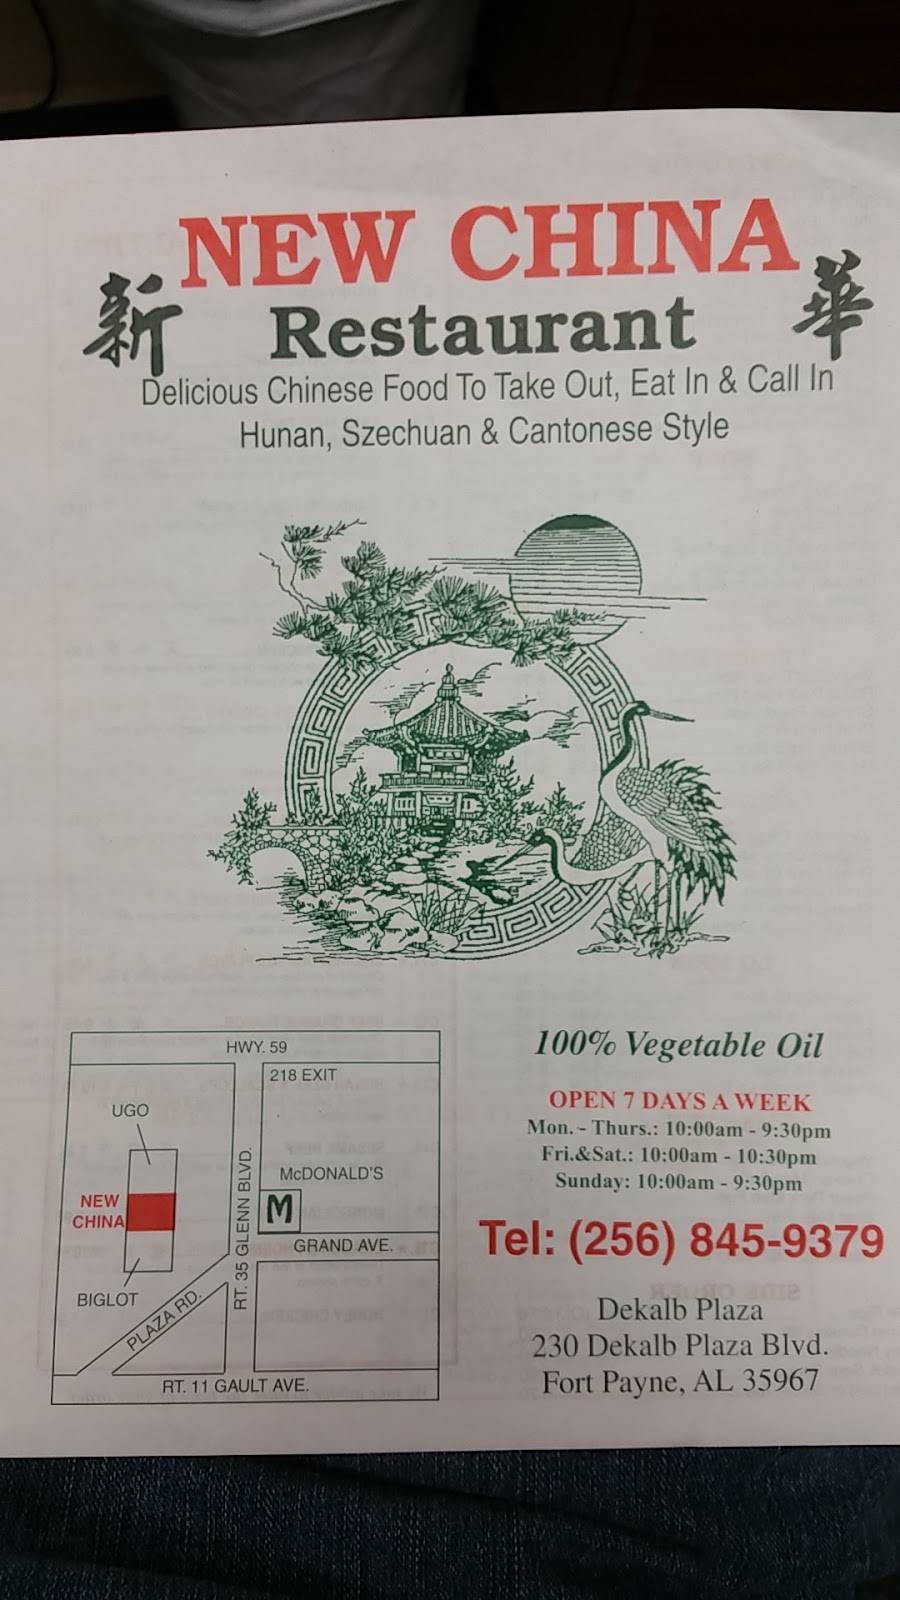 NEW CHINA
新 Restaurant 華
Delicious Chinese Food To Take Out, Eat In & Call In
Hunan, Szechuan & Cantonese Style
HWY. 59
218 EXIT
UGO
McDONALD'S
M
NEW
CHINA
GRAND AVE.
RT. 35 GLENN BLVD.
BIGLOT
PLAZA RD.
RT. 11 GAULT AVE.
100% Vegetable Oil
OPEN 7 DAYS A WEEK
Mon. - Thurs.: 10:00am - 9:30pm
Fri.&Sat.: 10:00am - 10:30pm
Sunday: 10:00am - 9:30pm
Tel: (256) 845-9379
Dekalb Plaza
230 Dekalb Plaza Blvd.
Fort Payne, AL 35967